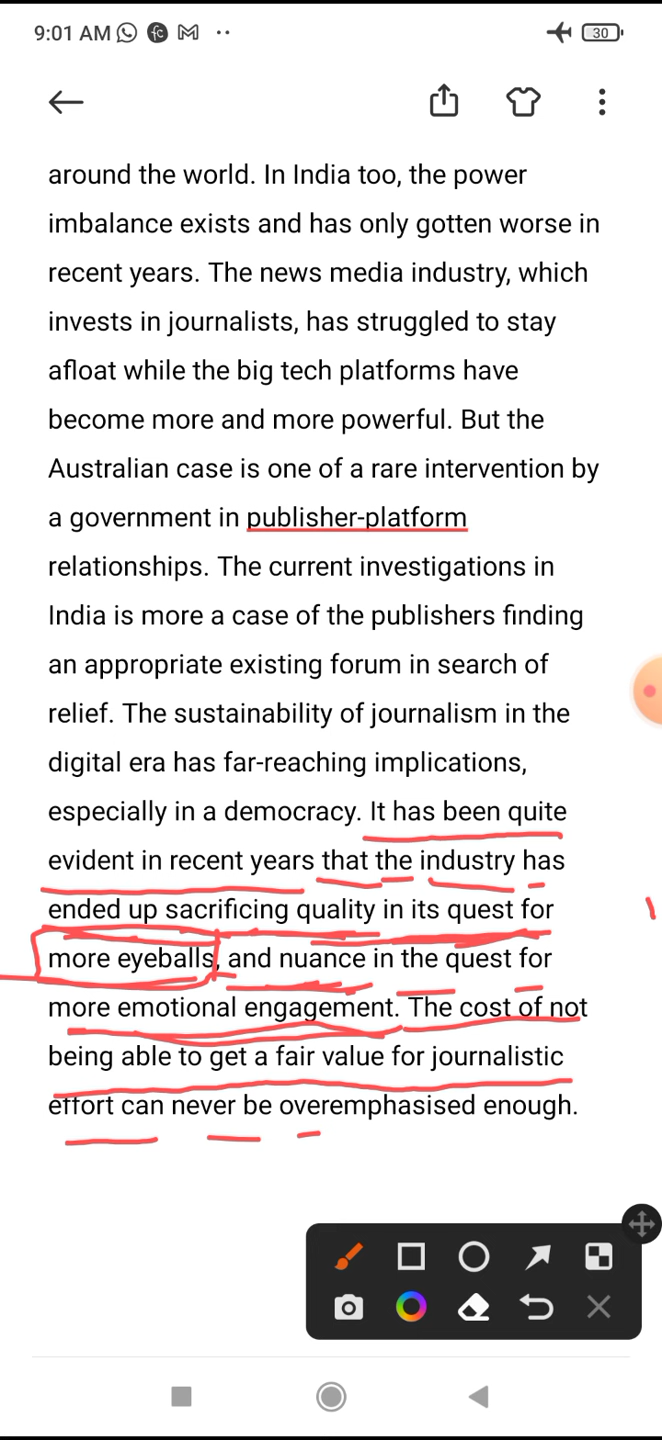 9:01 AM
30
around the world. In India too, the power
imbalance exists and has only gotten worse in
recent years. The news media industry, which
invests in journalists, has struggled to stay
afloat while the big tech platforms have
become more and more powerful. But the
Australian case is one of a rare intervention by
a government in publisher-platform
relationships. The current investigations in
India is more a case of the publishers finding
an appropriate existing forum in search of
relief. The sustainability of journalism in the
digital era has far-reaching implications,
especially in a democracy. It has been quite
evident in recent years that the industry has
ended up sacrificing quality in its quest for
more eyeballs, and nuance in the quest for
more emotional engagement. The cost of not
being able to get a fair value for journalistic
effort can never be overemphasised enough.